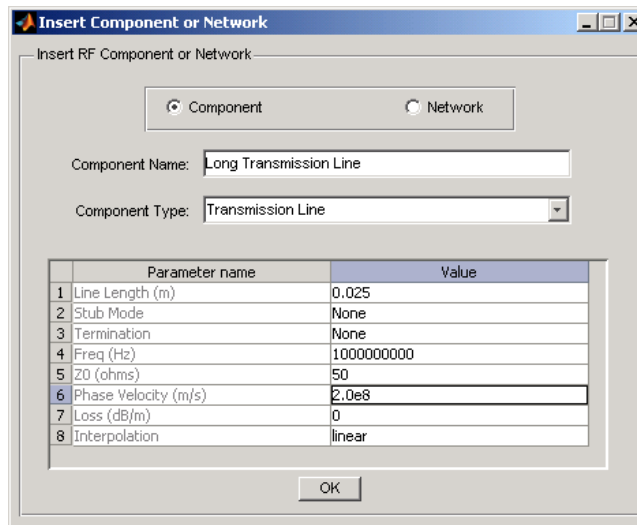 Insert Component or Network
Insert RF Component or Network
Component Network
Component Name: Long Transmission Line
Component Type: Transmission Line
Parameter name Value
1 Line Length (m) 0.025
2 Stub Mode None
3 Termination None
4 Freq (Hz) 1000000000
5 Z0 (ohms) 50
6 Phase Velocity (m/s) 2.0e8
7 Loss (dB/m) 0
8 Interpolation linear
OK